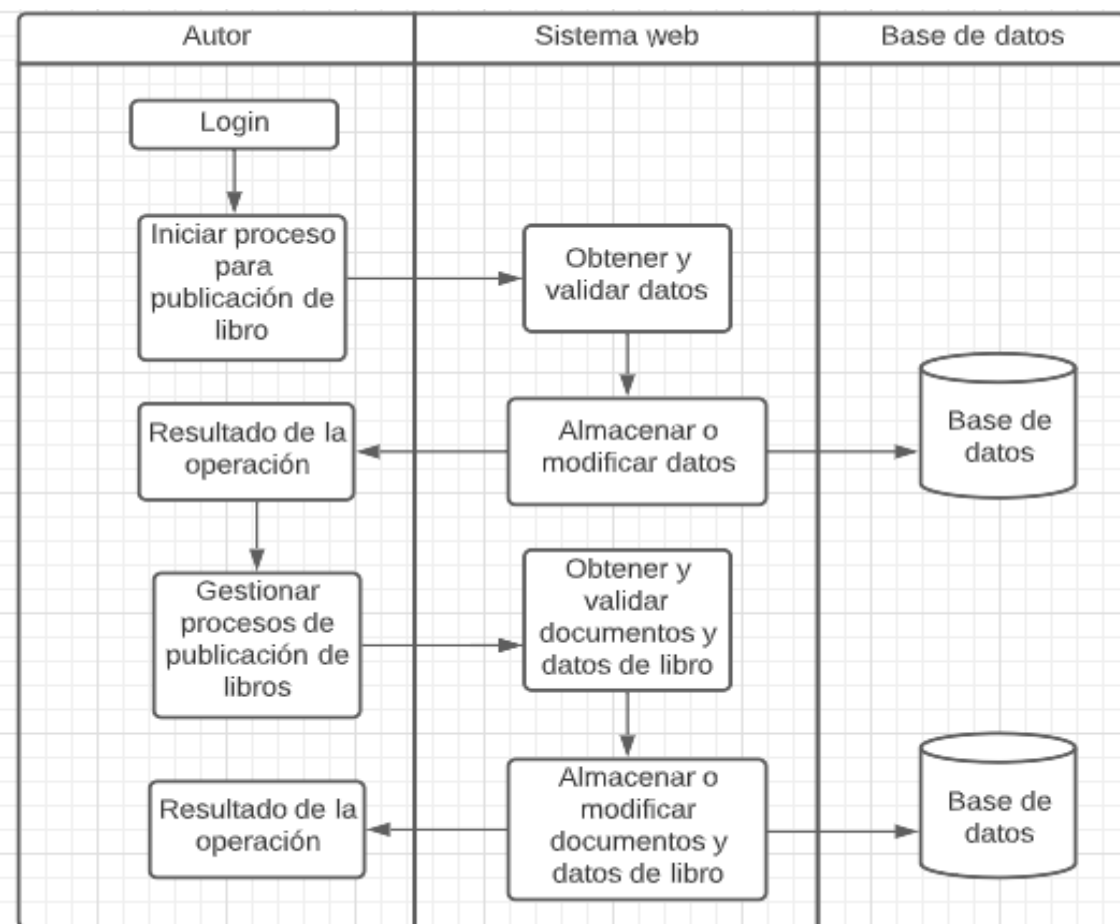 Autor
Sistema web
Base de datos
Login
Iniciar proceso
para
publicación de
libro
Obtener y
validar datos
Resultado de la
operación
Almacenar o
modificar datos
Base de
datos
Gestionar
procesos de
publicación de
libros
Obtener y
validar
documentos y
datos de libro
Resultado de la
operación
Almacenar o
modificar
documentos y
datos de libro
Base de
datos